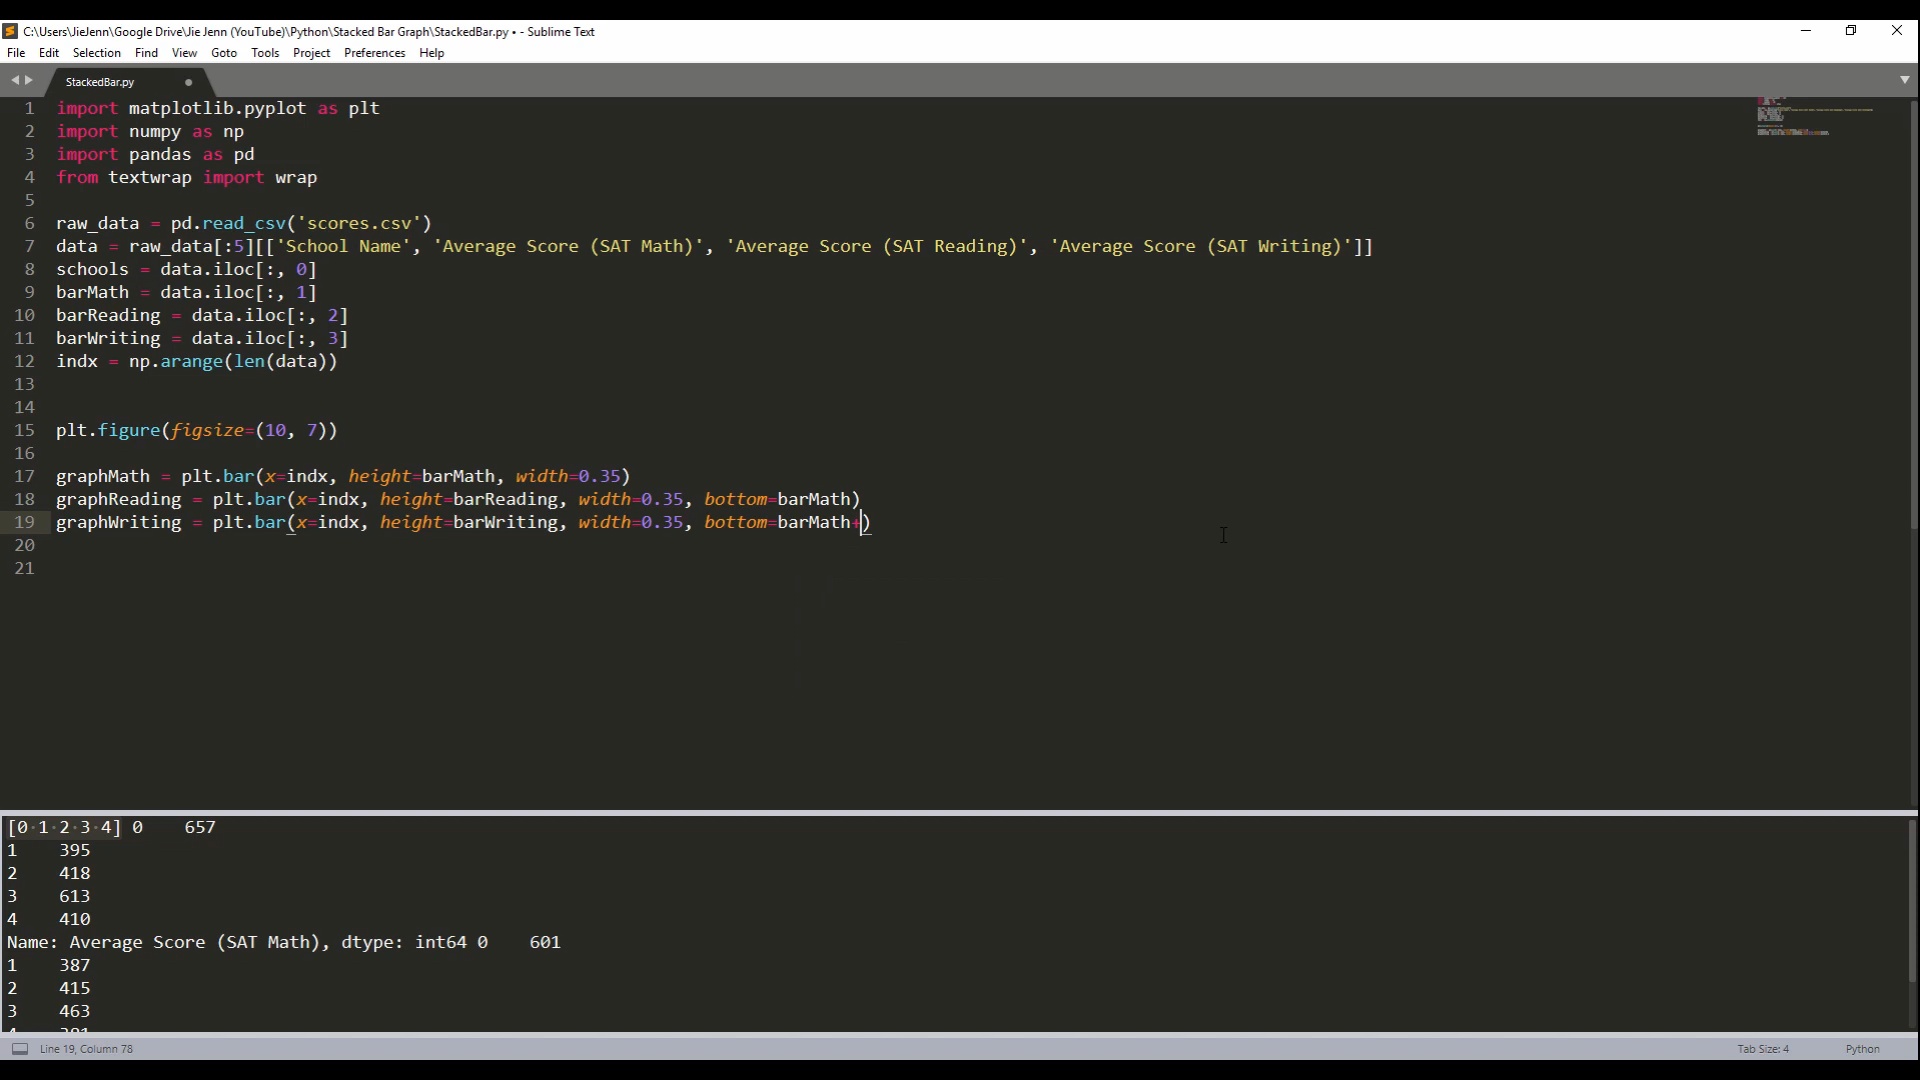 C:\Users\JieJenn\Google Drive\Jie Jenn (YouTube)\Python\Stacked Bar Graph\StackedBar.py • - Sublime Text
File Edit Selection Find View Goto Tools Project Preferences Help
StackedBar.py
1 import matplotlib.pyplot as plt
2 import numpy as np
3 import pandas as pd
4 from textwrap import wrap
5
6 raw_data = pd.read_csv('scores.csv')
7 data = raw_data[:5][['School Name', 'Average Score (SAT Math)', 'Average Score (SAT Reading)', 'Average Score (SAT Writing)']]
8 schools = data.iloc[:, 0]
9 barMath = data.iloc[:, 1]
10 barReading = data.iloc[:, 2]
11 barWriting = data.iloc[:, 3]
12 indx = np.arange(len(data))
13
14
15 plt.figure(figsize=(10, 7))
16
17 graphMath = plt.bar(x=indx, height=barMath, width=0.35)
18 graphReading = plt.bar(x=indx, height=barReading, width=0.35, bottom=barMath)
19 graphWriting = plt.bar(x=indx, height=barWriting, width=0.35, bottom=barMath+)
20
21
[0 1 2 3 4] 0 657
1 395
2 418
3 613
4 410
Name: Average Score (SAT Math), dtype: int64 0 601
1 387
2 415
3 463
Line 19, Column 78 Tab Size: 4 Python